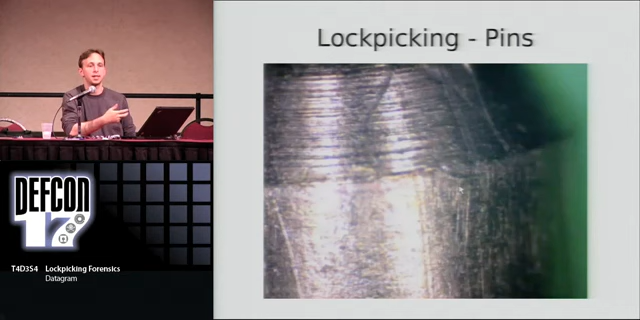 Lockpicking - Pins
DEFCON
17
T4D3S4 Lockpicking Forensics
Datagram